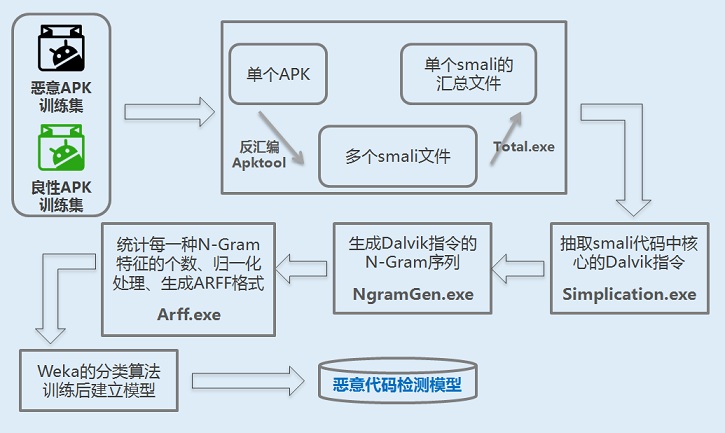 恶意APK
训练集
良性APK
训练集
单个APK
反汇编
Apktool
多个smali文件
Total.exe
单个smali的
汇总文件
抽取smali代码中核
心的Dalvik指令
Simplication.exe
生成Dalvik指令的
N-Gram序列
NgramGen.exe
统计每一种N-Gram
特征的个数、归一化
处理、生成ARFF格式
Arff.exe
Weka的分类算法
训练后建立模型
恶意代码检测模型